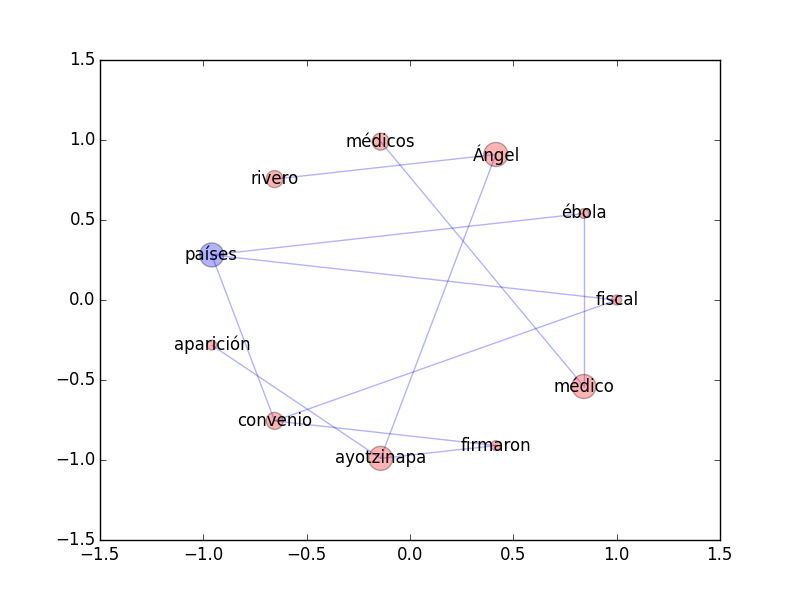 1.5
médicos
Ángel
1.0
rivero
ébola
0.5
países
0.0
fiscal
aparición
−0.5
médico
convenio
firmaron
ayotzinapa
−1.0
−1.5
−1.5 −1.0 −0.5 0.0 0.5 1.0 1.5